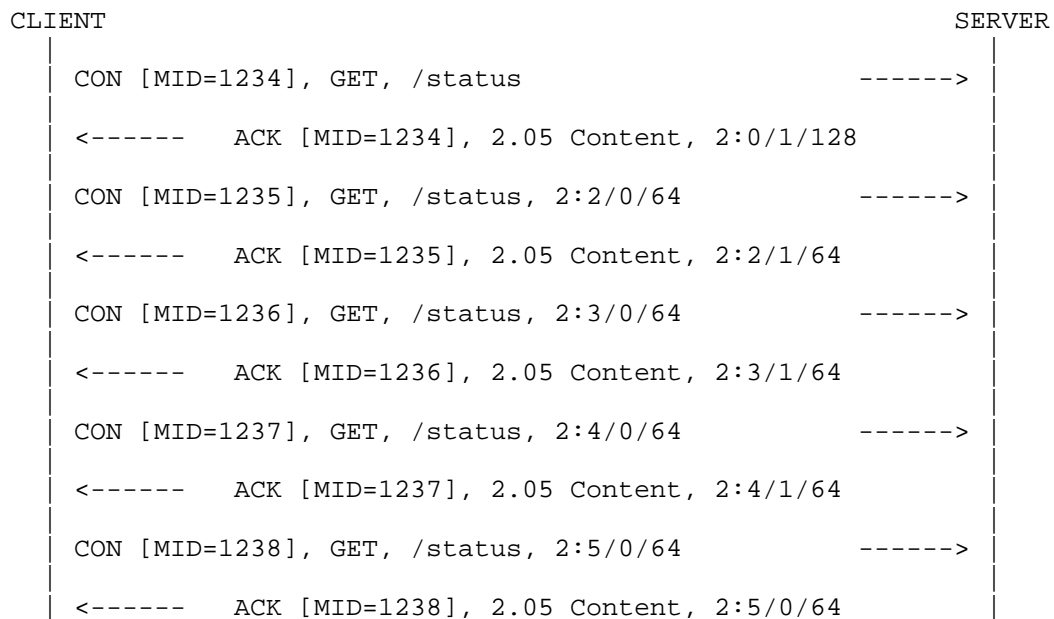 CLIENT SERVER
CON [MID=1234], GET, /status ------>
<------ ACK [MID=1234], 2.05 Content, 2:0/1/128
CON [MID=1235], GET, /status, 2:2/0/64 ------>
<------ ACK [MID=1235], 2.05 Content, 2:2/1/64
CON [MID=1236], GET, /status, 2:3/0/64 ------>
<------ ACK [MID=1236], 2.05 Content, 2:3/1/64
CON [MID=1237], GET, /status, 2:4/0/64 ------>
<------ ACK [MID=1237], 2.05 Content, 2:4/1/64
CON [MID=1238], GET, /status, 2:5/0/64 ------>
<------ ACK [MID=1238], 2.05 Content, 2:5/0/64